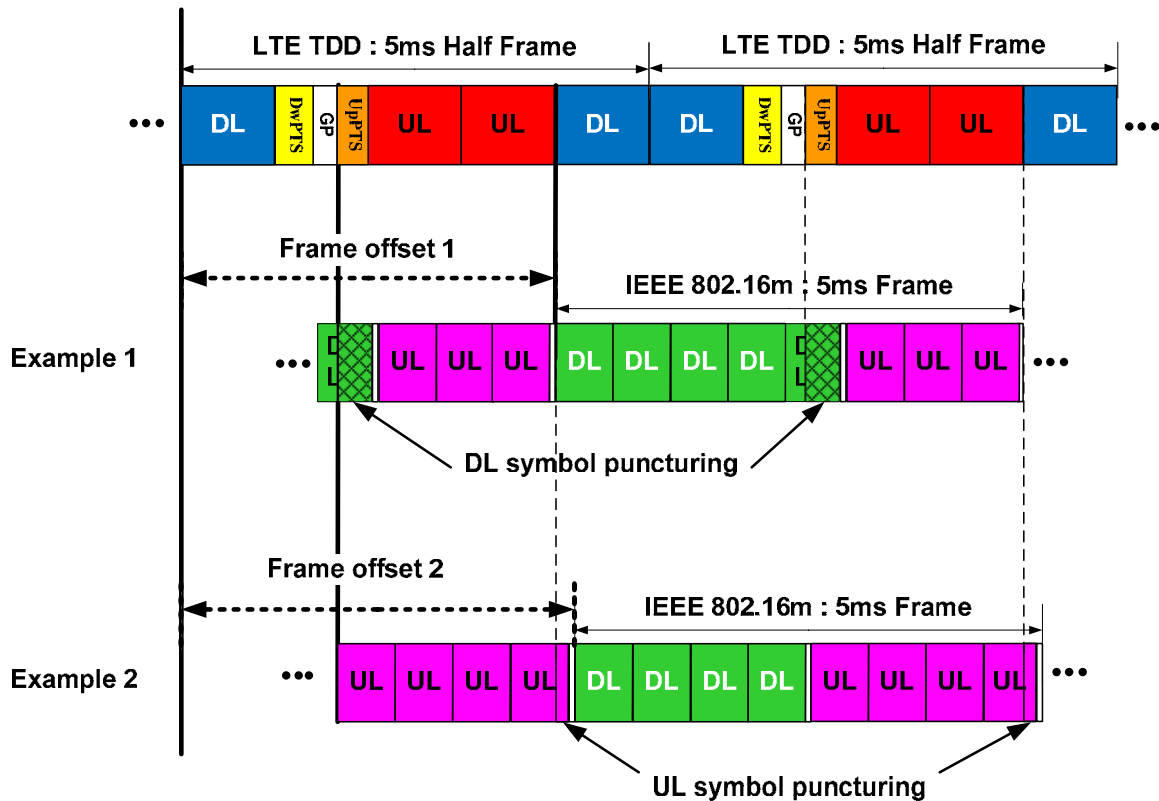 LTE TDD : 5ms Half Frame LTE TDD : 5ms Half Frame
••• DL DwPTS GP UpPTS UL UL DL DL DwPTS GP UpPTS UL UL DL •••
Frame offset 1
IEEE 802.16m : 5ms Frame
Example 1 ••• DL UL UL UL DL DL DL DL DL UL UL UL •••
DL symbol puncturing
Frame offset 2
IEEE 802.16m : 5ms Frame
Example 2 ••• UL UL UL UL DL DL DL DL UL UL UL UL •••
UL symbol puncturing